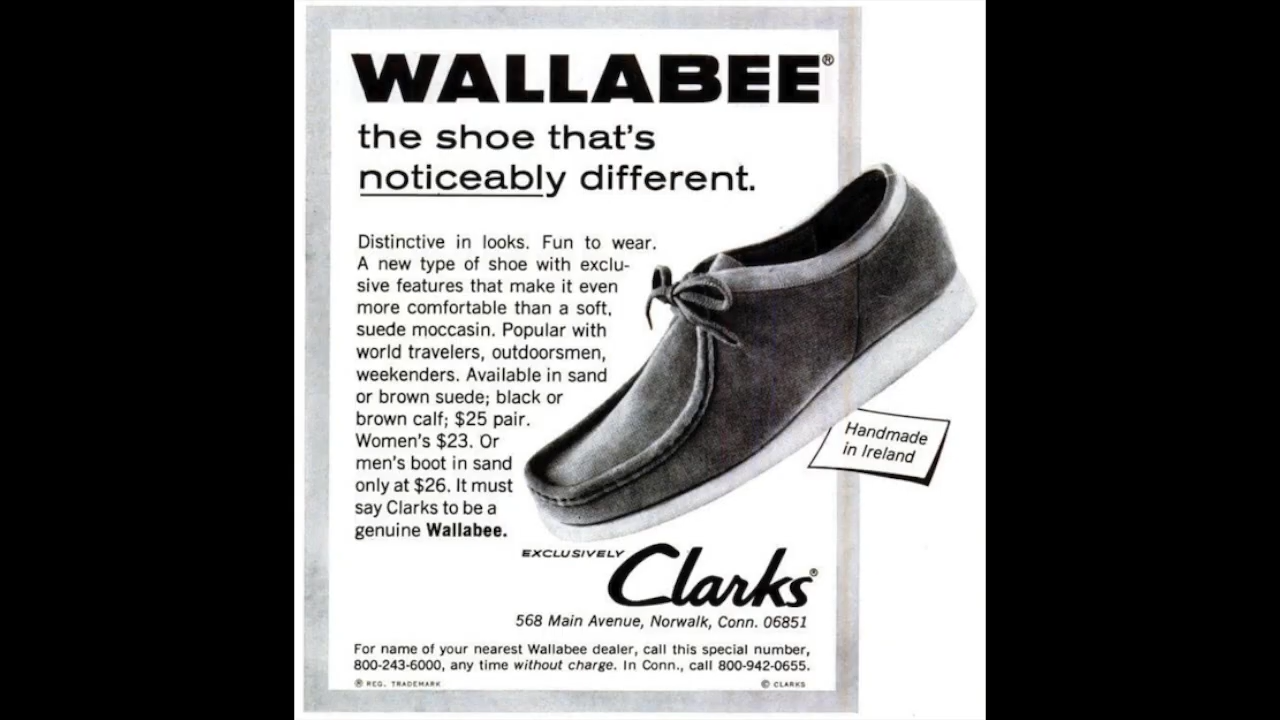 WALLABEE®
the shoe that's
noticeably different.
Distinctive in looks. Fun to wear.
A new type of shoe with exclu-
sive features that make it even
more comfortable than a soft,
suede moccasin. Popular with
world travelers, outdoorsmen,
weekenders. Available in sand
or brown suede; black or
brown calf; $25 pair.
Women's $23. Or
men's boot in sand
only at $26. It must
say Clarks to be a
genuine Wallabee.
Handmade
in Ireland
EXCLUSIVELY Clarks®
568 Main Avenue, Norwalk, Conn. 06851
For name of your nearest Wallabee dealer, call this special number,
800-243-6000, any time without charge. In Conn., call 800-942-0655.
® REG. TRADEMARK
© CLARKS